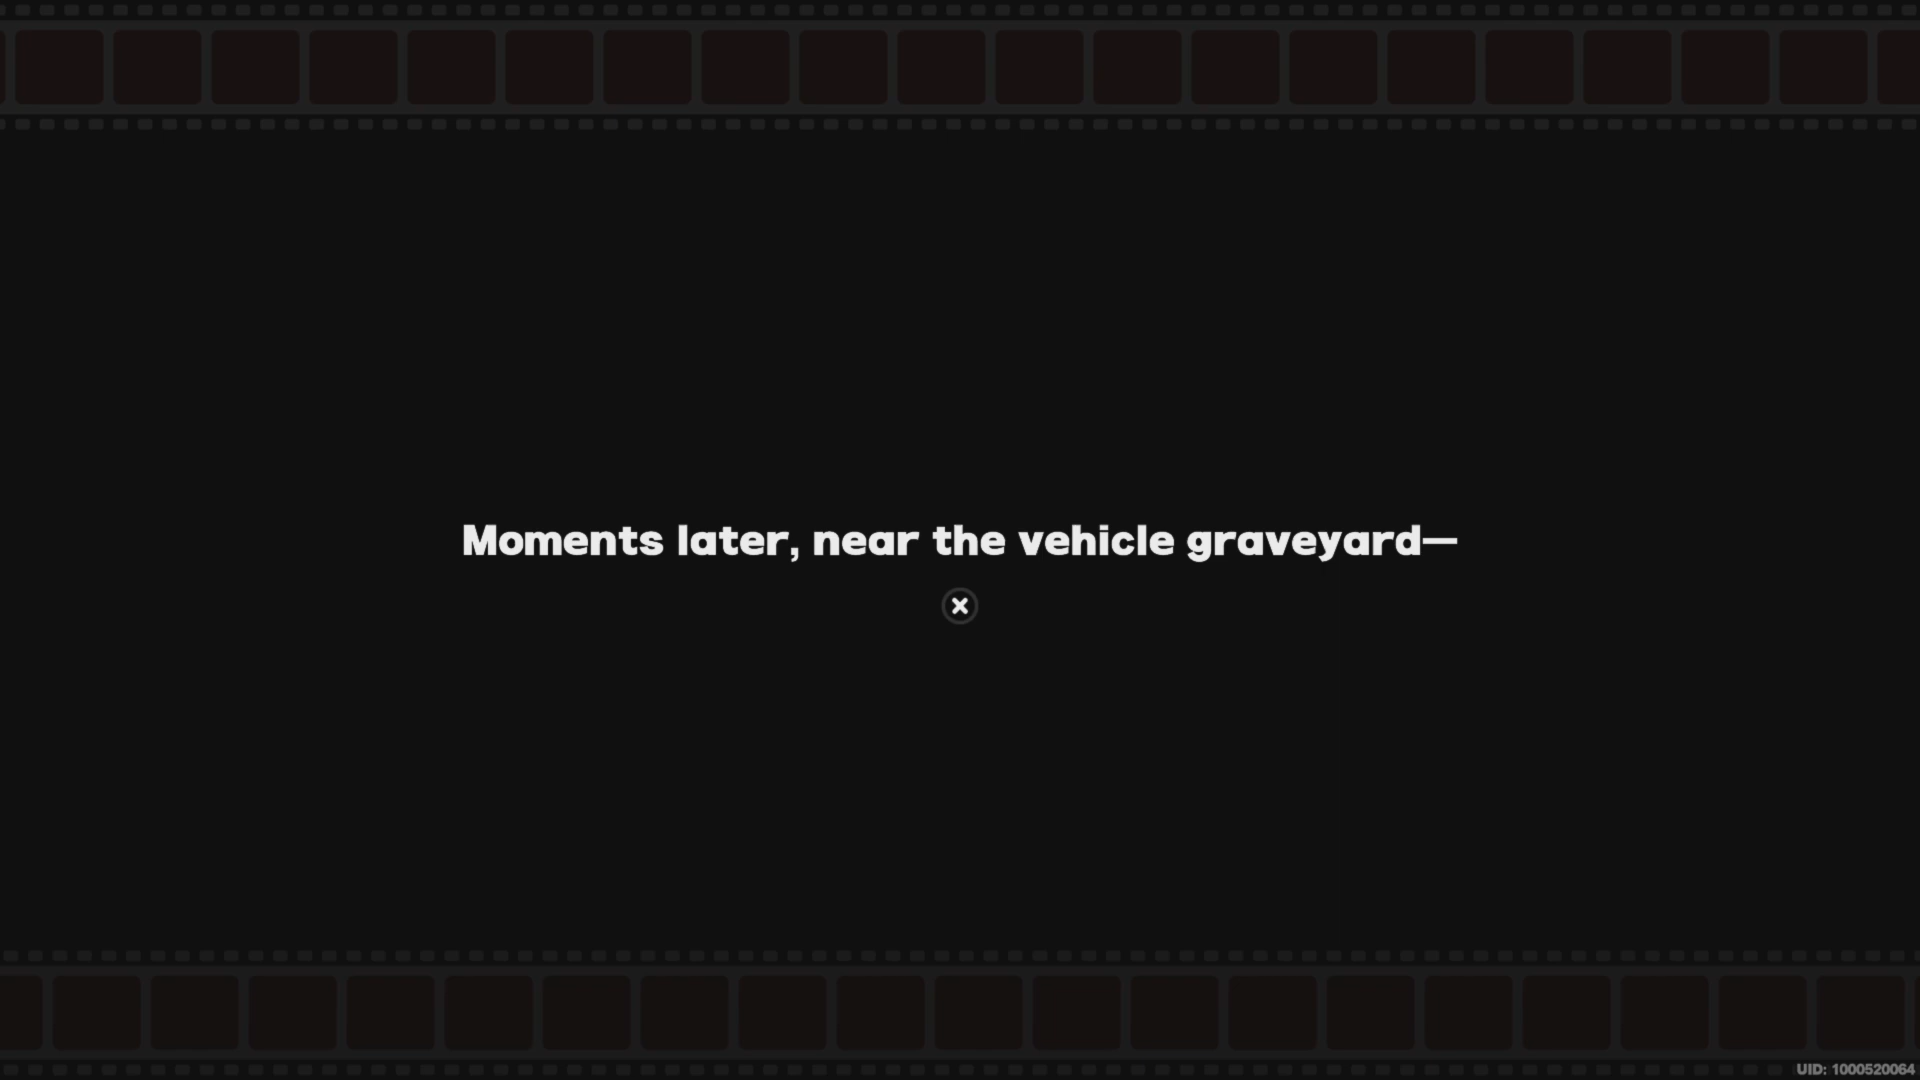 Moments later, near the vehicle graveyard—
UID: 1000520064